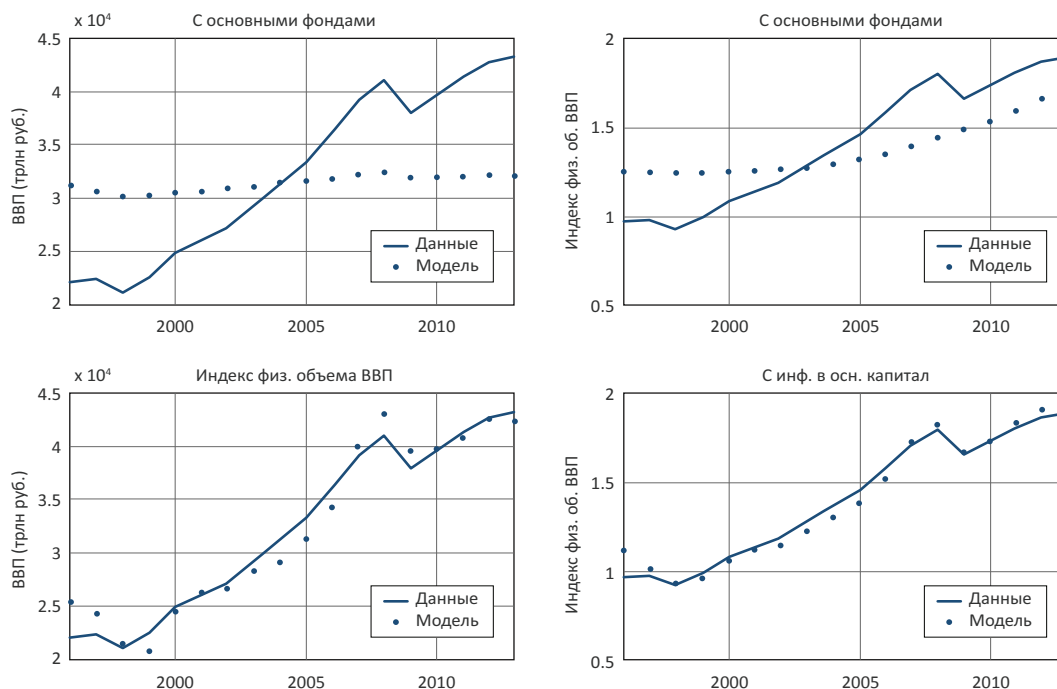 x 10⁴
С основными фондами
4.5
4
3.5
3
2.5
2
ВВП (трлн руб.)
Данные
Модель
2000
2005
2010
С основными фондами
2
1.5
1
0.5
Индекс физ. об. ВВП
Данные
Модель
2000
2005
2010
x 10⁴
Индекс физ. объема ВВП
4.5
4
3.5
3
2.5
2
ВВП (трлн руб.)
Данные
Модель
2000
2005
2010
С инф. в осн. капитал
2
1.5
1
0.5
Индекс физ. об. ВВП
Данные
Модель
2000
2005
2010